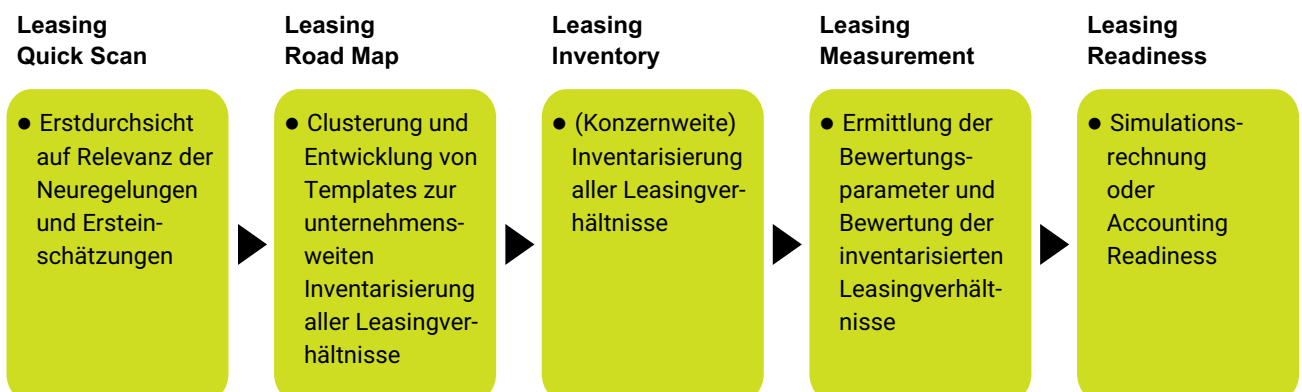 Leasing
Quick Scan
● Erstdurchsicht
auf Relevanz der
Neuregelungen
und Erstein-
schätzungen
Leasing
Road Map
● Clusterung und
Entwicklung von
Templates zur
unternehmens-
weiten
Inventarisierung
aller Leasingver-
hältnisse
Leasing
Inventory
● (Konzernweite)
Inventarisierung
aller Leasingver-
hältnisse
Leasing
Measurement
● Ermittlung der
Bewertungs-
parameter und
Bewertung der
inventarisierten
Leasingverhält-
nisse
Leasing
Readiness
● Simulations-
rechnung
oder
Accounting
Readiness